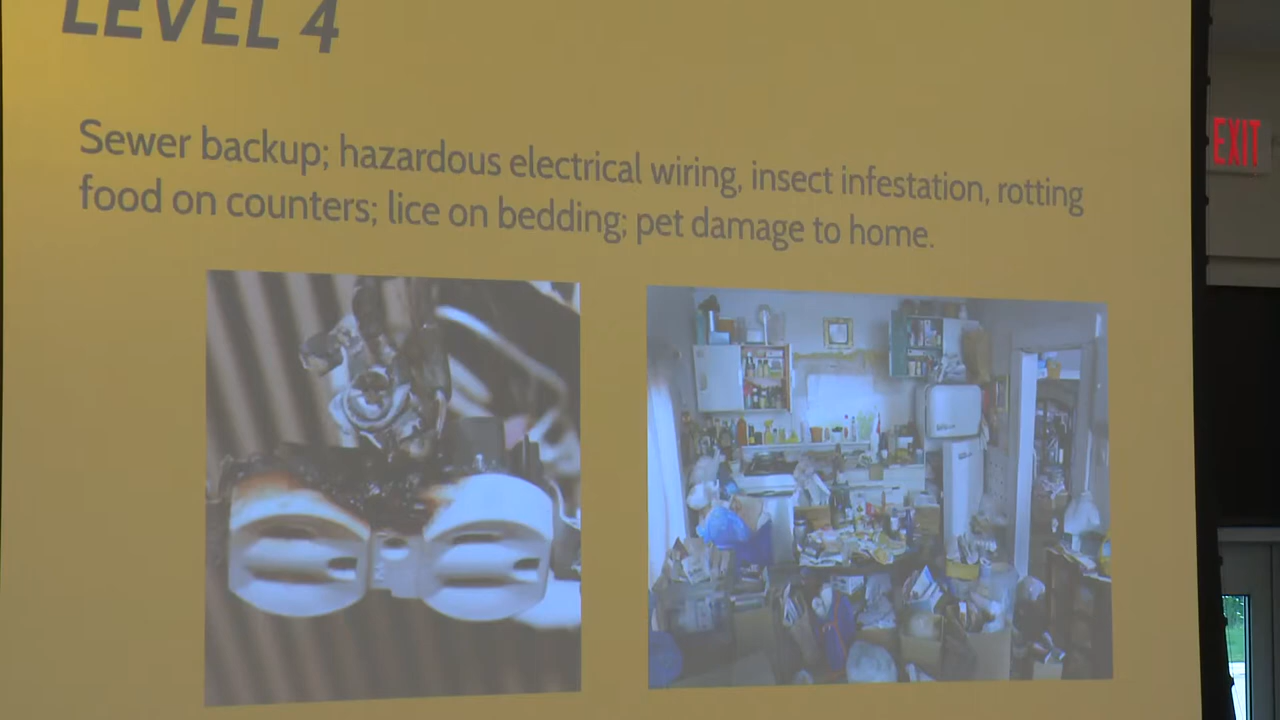 LEVEL 4
Sewer backup; hazardous electrical wiring, insect infestation, rotting
food on counters; lice on bedding; pet damage to home.
EXIT